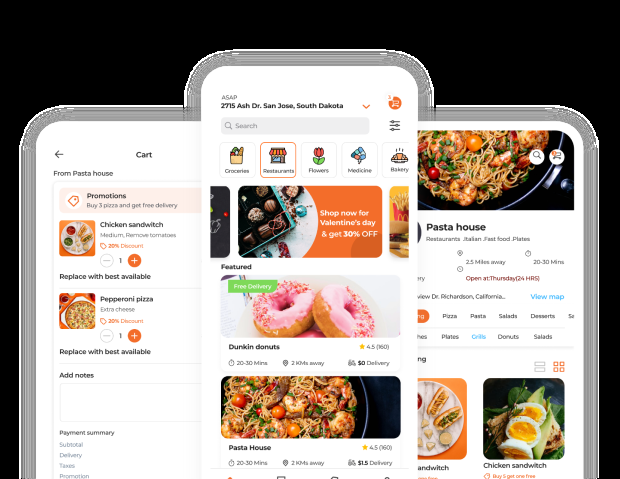 Cart
From Pasta house
Promotions
Buy 3 pizza and get free delivery
Chicken sandwitch
Medium, Remove tomatoes
20% Discount
1
Replace with best available
Pepperoni pizza
Extra cheese
20% Discount
1
Replace with best available
Add notes
Payment summary
Subtotal
Delivery
Taxes
Promotion
ASAP
2715 Ash Dr. San Jose, South Dakota
Search
Groceries
Restaurants
Flowers
Medicine
Bakery
Shop now for
Valentine's day
& get 30% OFF
Featured
Free Delivery
Dunkin donuts
4.5 (160)
20-30 Mins
2 KMs away
$0 Delivery
Pasta House
4.5 (160)
20-30 Mins
2 KMs away
$1.5 Delivery
Pasta house
Restaurants .Italian .Fast food .Plates
2.5 Miles away
20-30 Mins
ery
Open at:Thursday(24 HRS)
view Dr. Richardson, California...
View map
Pizza
Pasta
Salads
Desserts
Sa
hes
Plates
Grills
Donuts
Salads
ng
andwitch
Discount
Chicken sandwitch
Buy 5 get one free